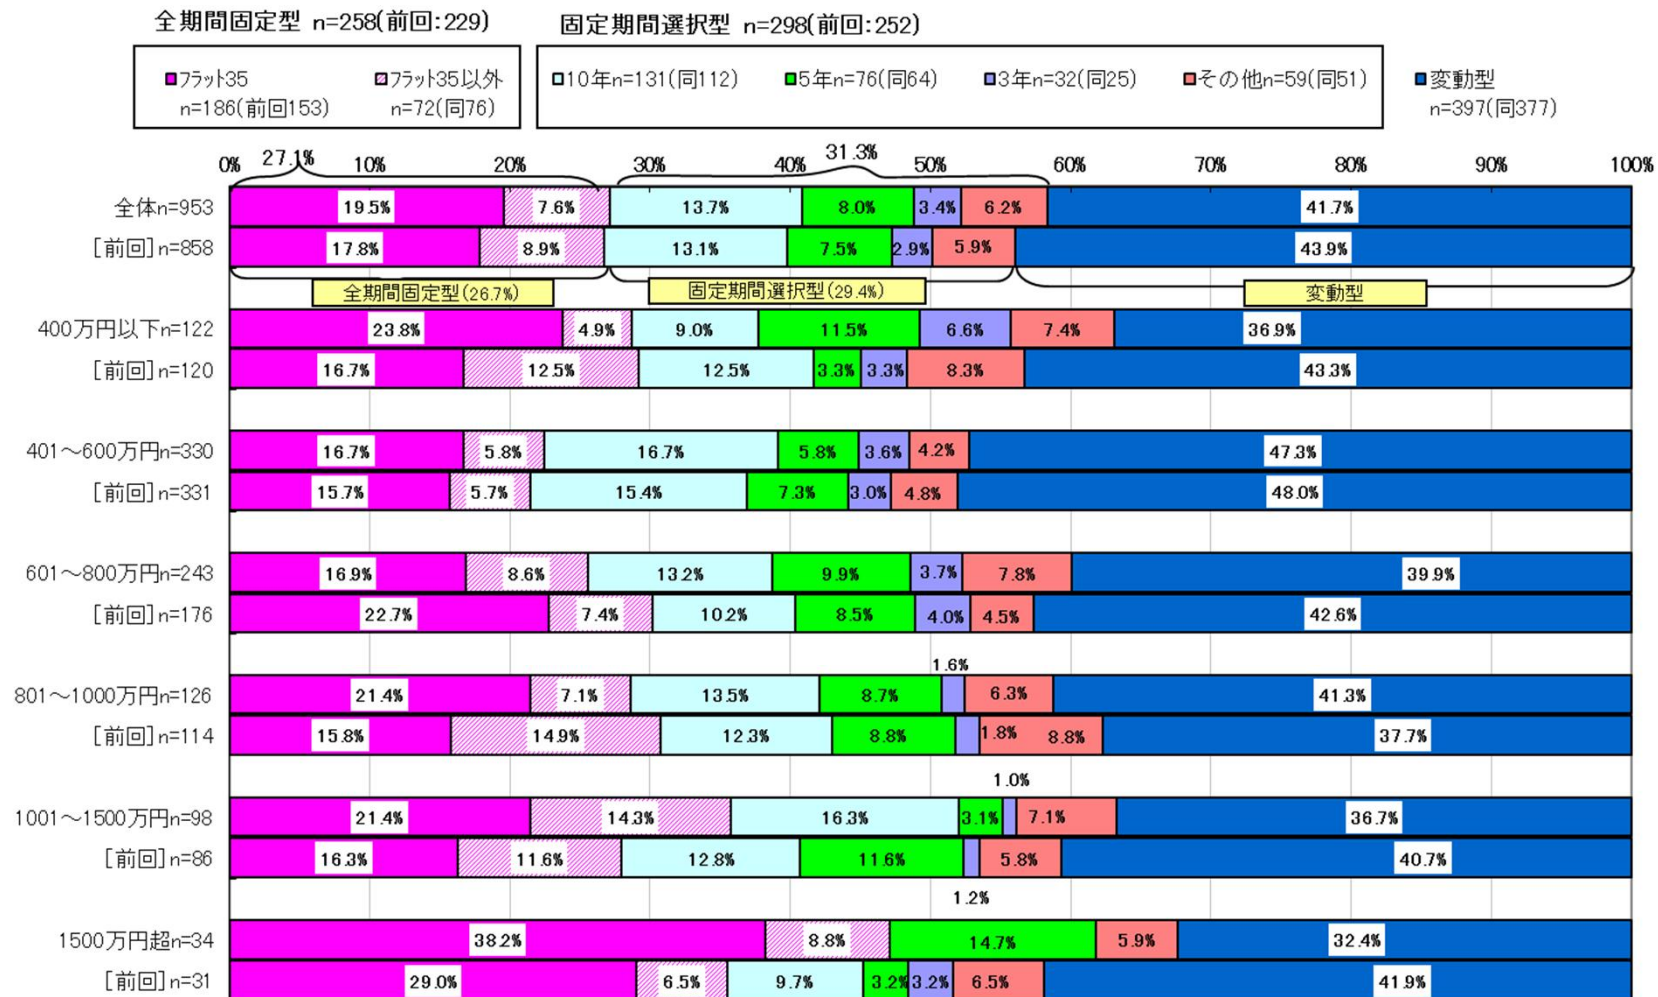 全期間固定型 n=258(前回:229)
固定期間選択型 n=298(前回:252)
フラット35
n=186(前回153)
フラット35以外
n=72(同76)
10年n=131(同112)
5年n=76(同64)
3年n=32(同25)
その他n=59(同51)
変動型
n=397(同377)
0% 27.1% 10% 20% 30% 40% 31.3% 50% 60% 70% 80% 90% 100%
全体n=953 19.5% 7.6% 13.7% 8.0% 3.4% 6.2% 41.7%
[前回]n=858 17.8% 8.9% 13.1% 7.5% 2.9% 5.9% 43.9%
全期間固定型(26.7%) 固定期間選択型(29.4%) 変動型
400万円以下n=122 23.8% 4.9% 9.0% 11.5% 6.6% 7.4% 36.9%
[前回]n=120 16.7% 12.5% 12.5% 3.3% 3.3% 8.3% 43.3%
401～600万円n=330 16.7% 5.8% 16.7% 5.8% 3.6% 4.2% 47.3%
[前回]n=331 15.7% 5.7% 15.4% 7.3% 3.0% 4.8% 48.0%
601～800万円n=243 16.9% 8.6% 13.2% 9.9% 3.7% 7.8% 39.9%
[前回]n=176 22.7% 7.4% 10.2% 8.5% 4.0% 4.5% 42.6%
1.6%
801～1000万円n=126 21.4% 7.1% 13.5% 8.7% 6.3% 41.3%
[前回]n=114 15.8% 14.9% 12.3% 8.8% 1.8% 8.8% 37.7%
1.0%
1001～1500万円n=98 21.4% 14.3% 16.3% 3.1% 7.1% 36.7%
[前回]n=86 16.3% 11.6% 12.8% 11.6% 5.8% 40.7%
1.2%
1500万円超n=34 38.2% 8.8% 14.7% 5.9% 32.4%
[前回]n=31 29.0% 6.5% 9.7% 3.2% 3.2% 6.5% 41.9%